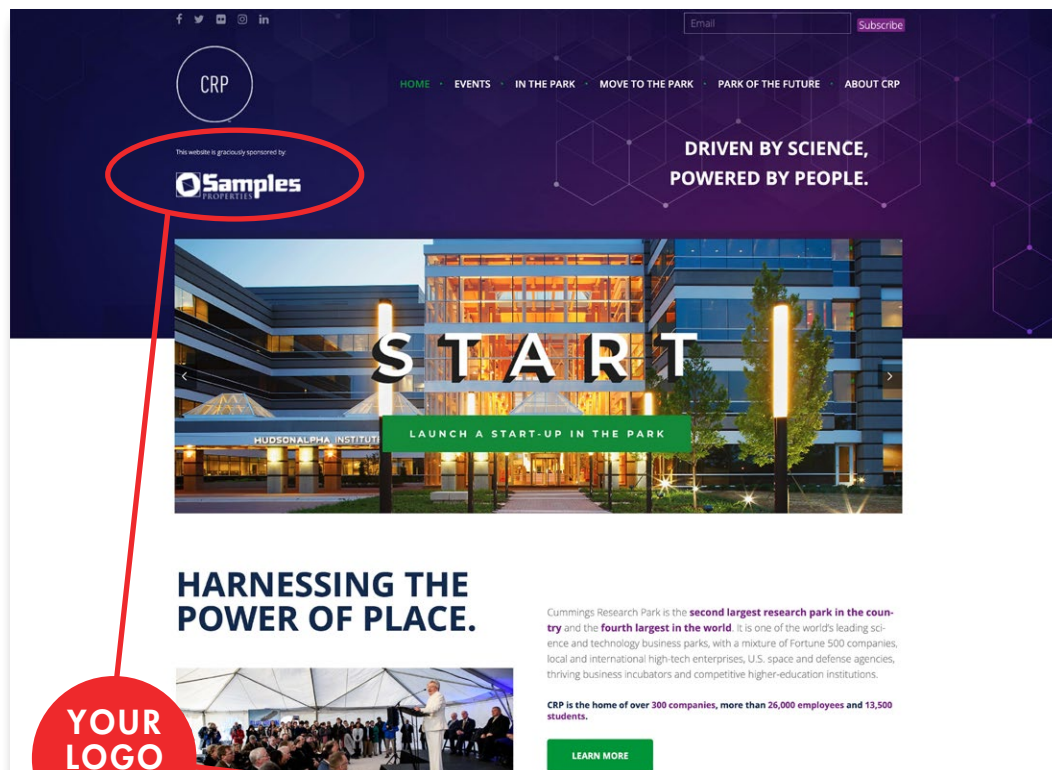 Email
Subscribe
CRP
HOME · EVENTS · IN THE PARK · MOVE TO THE PARK · PARK OF THE FUTURE · ABOUT CRP
This website is graciously sponsored by:
Samples
PROPERTIES
DRIVEN BY SCIENCE,
POWERED BY PEOPLE.
START
HUDSONALPHA INSTITUT
LAUNCH A START-UP IN THE PARK
HARNESSING THE
POWER OF PLACE.
Cummings Research Park is the second largest research park in the coun-
try and the fourth largest in the world. It is one of the world's leading sci-
ence and technology business parks, with a mixture of Fortune 500 companies,
local and international high-tech enterprises, U.S. space and defense agencies,
thriving business incubators and competitive higher-education institutions.
CRP is the home of over 300 companies, more than 26,000 employees and 13,500
students.
LEARN MORE
YOUR
LOGO